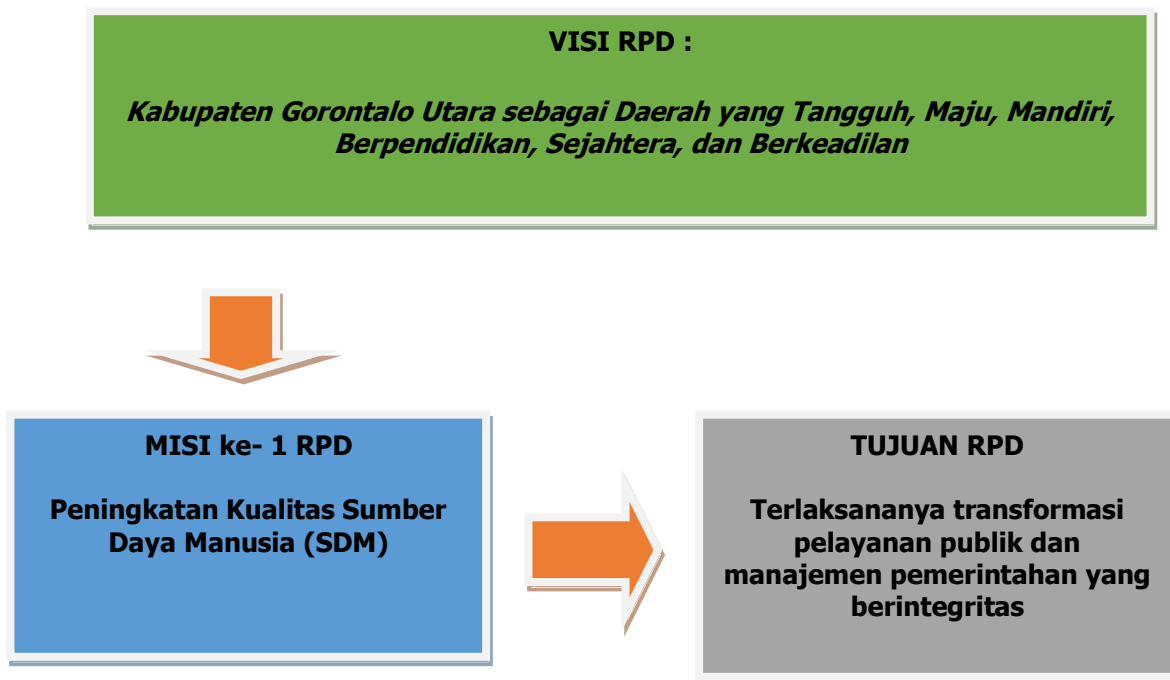 VISI RPD :
Kabupaten Gorontalo Utara sebagai Daerah yang Tangguh, Maju, Mandiri,
Berpendidikan, Sejahtera, dan Berkeadilan
MISI ke- 1 RPD
Peningkatan Kualitas Sumber
Daya Manusia (SDM)
TUJUAN RPD
Terlaksananya transformasi
pelayanan publik dan
manajemen pemerintahan yang
berintegritas